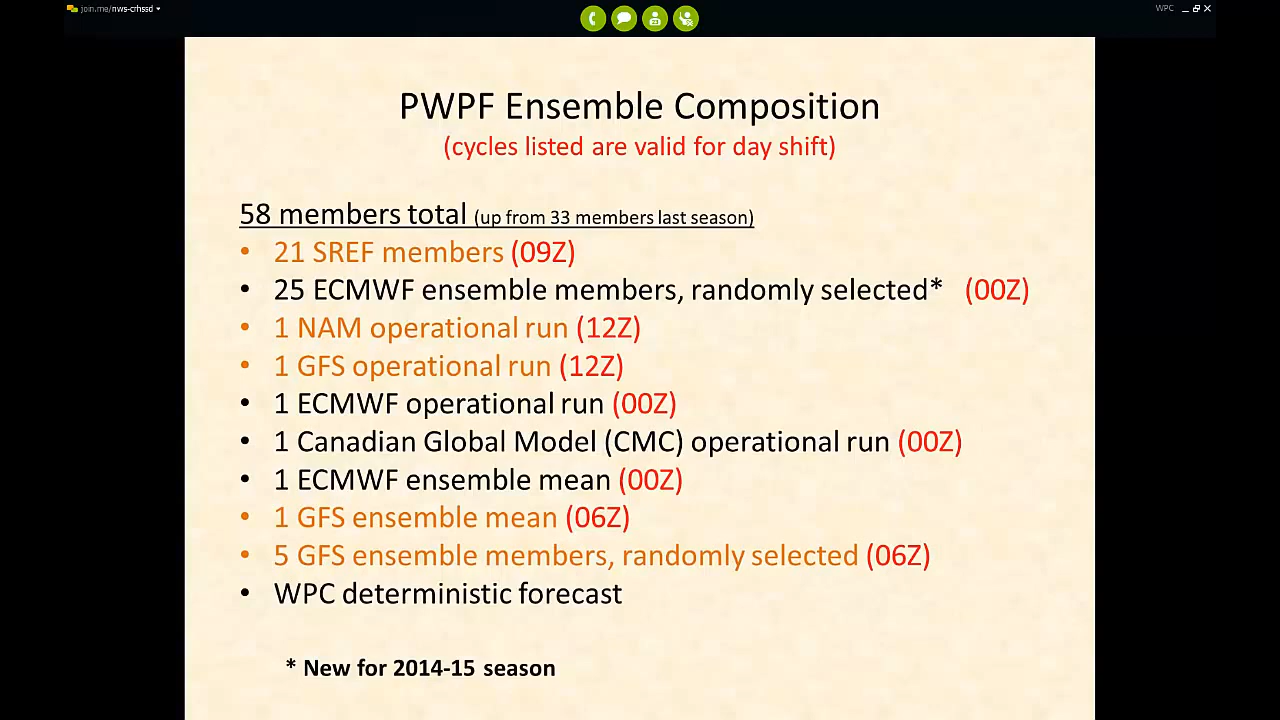 join.me/nws-crhssd
WPC
PWPF Ensemble Composition
(cycles listed are valid for day shift)
58 members total (up from 33 members last season)
• 21 SREF members (09Z)
• 25 ECMWF ensemble members, randomly selected* (00Z)
• 1 NAM operational run (12Z)
• 1 GFS operational run (12Z)
• 1 ECMWF operational run (00Z)
• 1 Canadian Global Model (CMC) operational run (00Z)
• 1 ECMWF ensemble mean (00Z)
• 1 GFS ensemble mean (06Z)
• 5 GFS ensemble members, randomly selected (06Z)
• WPC deterministic forecast
* New for 2014-15 season